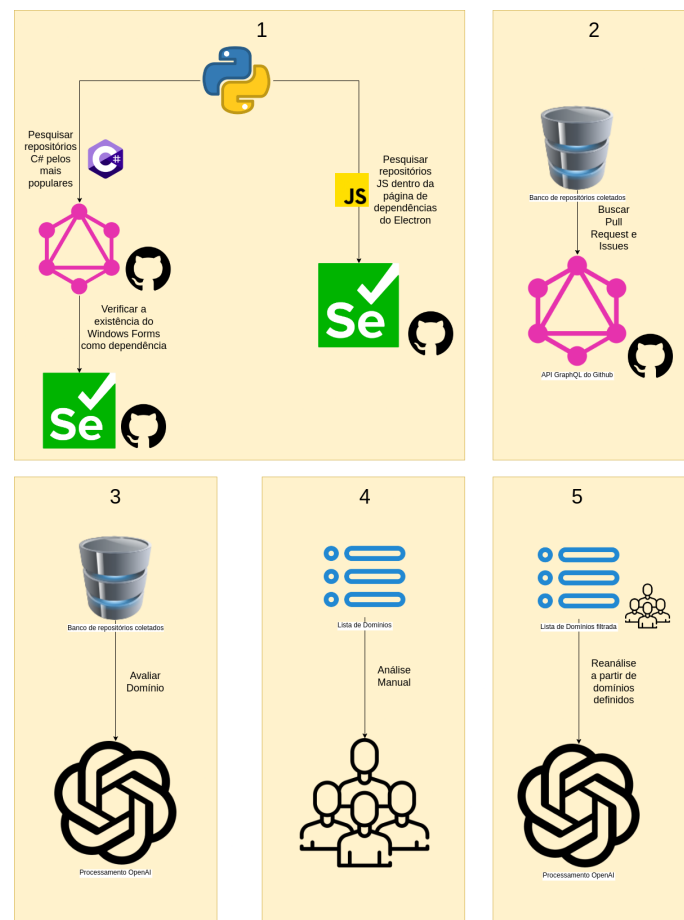 1
Pesquisar
repositórios
C# pelos
mais
populares
C#
Pesquisar
repositórios
JS dentro da
página de
dependências
do Electron
JS
Verificar a
existência do
Windows Forms
como dependência
Se
Se
2
Banco de repositórios coletados
Buscar
Pull
Request e
Issues
API GraphQL do Github
3
Banco de repositórios coletados
Avaliar
Domínio
Processamento OpenAI
4
Lista de Domínios
Análise
Manual
5
Lista de Domínios filtrada
Reanálise
a partir de
domínios
definidos
Processamento OpenAI